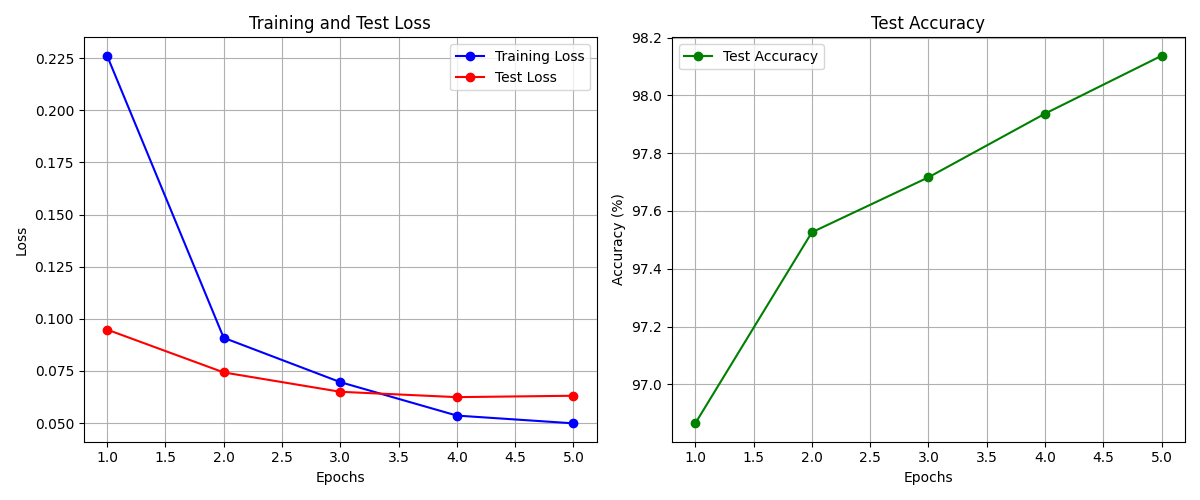 Training and Test Loss
Training Loss
Test Loss
0.225
0.200
0.175
0.150
0.125
0.100
0.075
0.050
Loss
1.0 1.5 2.0 2.5 3.0 3.5 4.0 4.5 5.0
Epochs
Test Accuracy
Test Accuracy
98.2
98.0
97.8
97.6
97.4
97.2
97.0
Accuracy (%)
1.0 1.5 2.0 2.5 3.0 3.5 4.0 4.5 5.0
Epochs